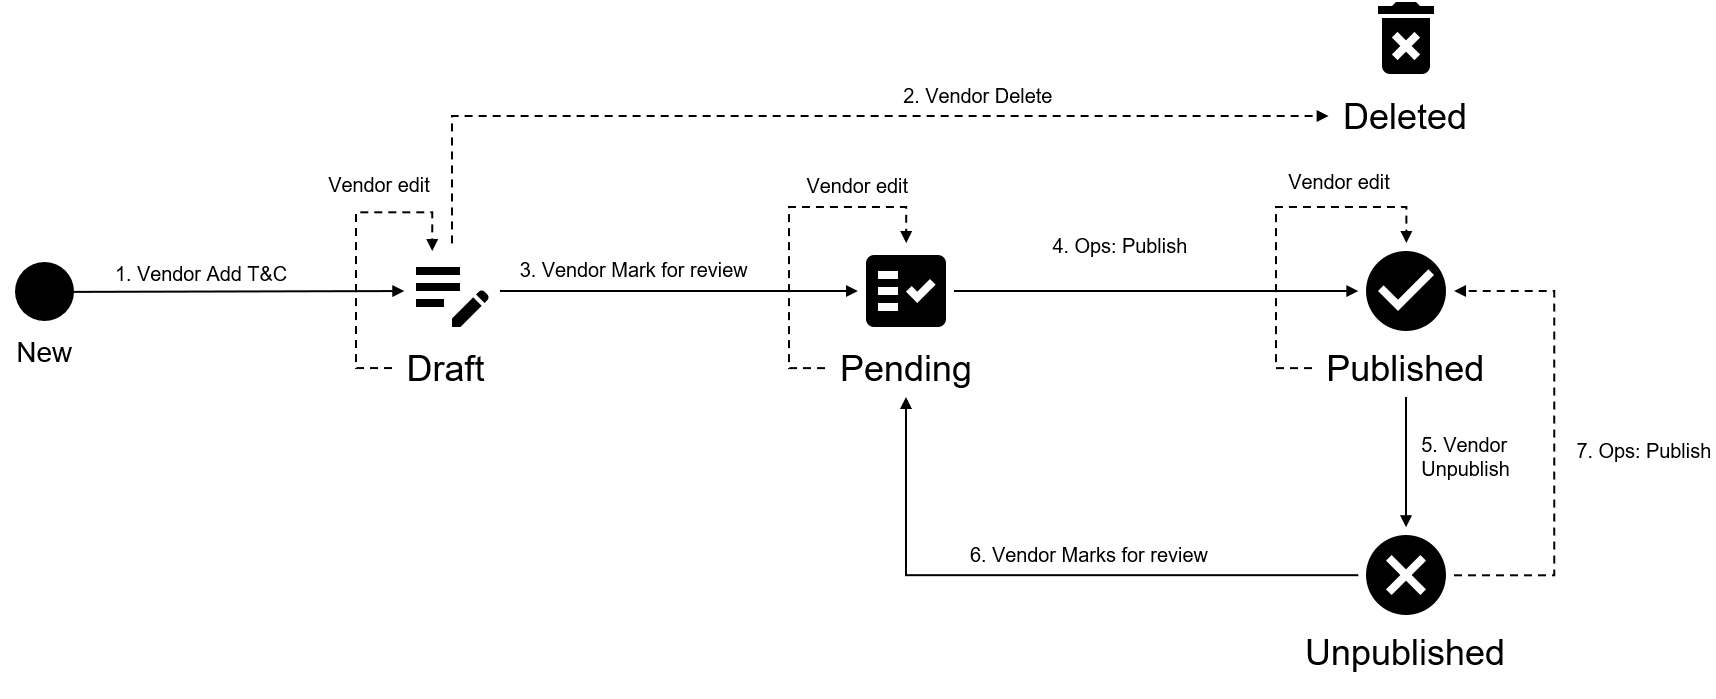 2. Vendor Delete
Deleted
Vendor edit
Vendor edit
Vendor edit
1. Vendor Add T&C
3. Vendor Mark for review
4. Ops: Publish
New
Draft
Pending
Published
5. Vendor
Unpublish
7. Ops: Publish
6. Vendor Marks for review
Unpublished